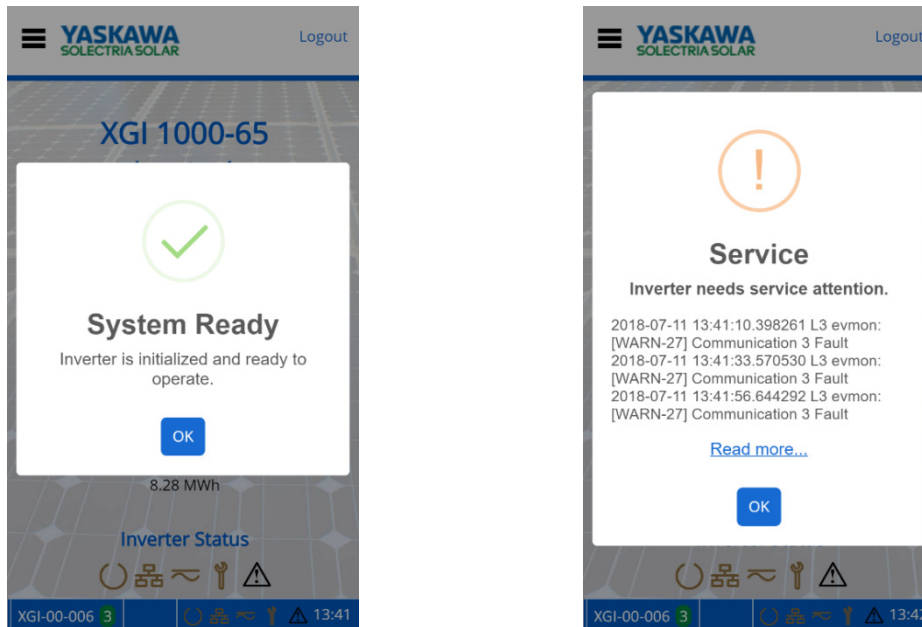 YASKAWA
SOLECTRIA SOLAR
Logout
XGI 1000-65
System Ready
Inverter is initialized and ready to
operate.
OK
8.28 MWh
Inverter Status
XGI-00-006 3
13:41
YASKAWA
SOLECTRIA SOLAR
Logout
Service
Inverter needs service attention.
2018-07-11 13:41:10.398261 L3 evmon:
[WARN-27] Communication 3 Fault
2018-07-11 13:41:33.570530 L3 evmon:
[WARN-27] Communication 3 Fault
2018-07-11 13:41:56.644292 L3 evmon:
[WARN-27] Communication 3 Fault
Read more...
OK
XGI-00-006 3